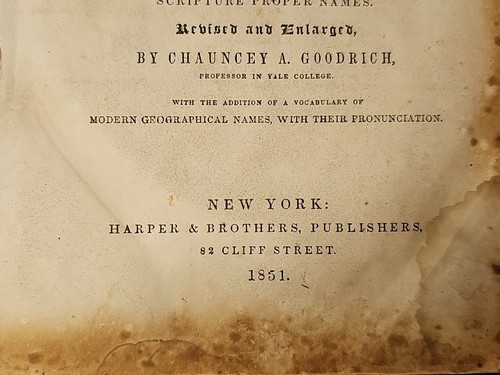 SCRIPTURE PROPER NAMES.
Revised and Enlarged,
BY CHAUNCEY A. GOODRICH,
PROFESSOR IN YALE COLLEGE.
WITH THE ADDITION OF A VOCABULARY OF
MODERN GEOGRAPHICAL NAMES, WITH THEIR PRONUNCIATION.
NEW YORK:
HARPER & BROTHERS, PUBLISHERS,
82 CLIFF STREET.
1851.